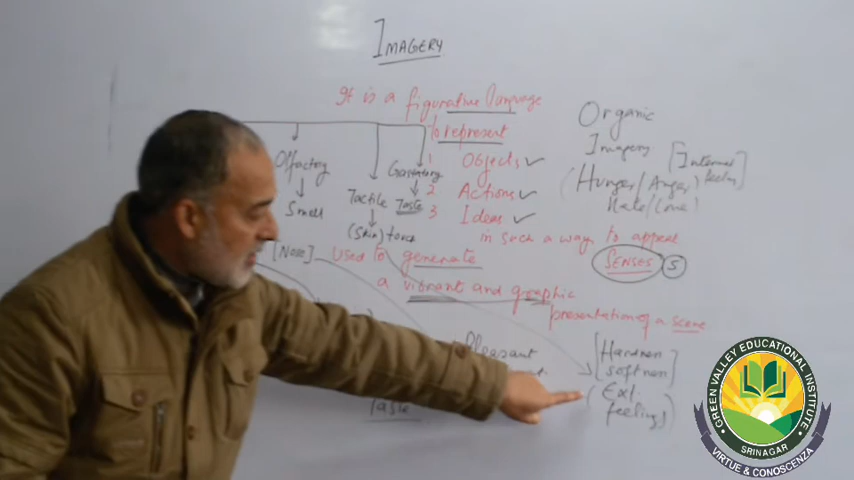 IMAGERY
It is a figurative language
to represent
1 Objects ✓
2 Actions ✓
3 Ideas ✓
in such a way to appeal
SENSES 5
Used to generate
a vibrant and graphic
presentation of a scene
Olfactory
Smell
Tactile
(Skin) touch
Gustatory
Taste
[Nose]
Organic
Imagery
[Internal
feelin]
(Hunger/Anger)
Hate/Love)
Pleasant
[Hardness
softness]
(Ext.
feelings)
Taste
GREEN VALLEY EDUCATIONAL INSTITUTE
SRINAGAR
VIRTUE & CONOSCENZA